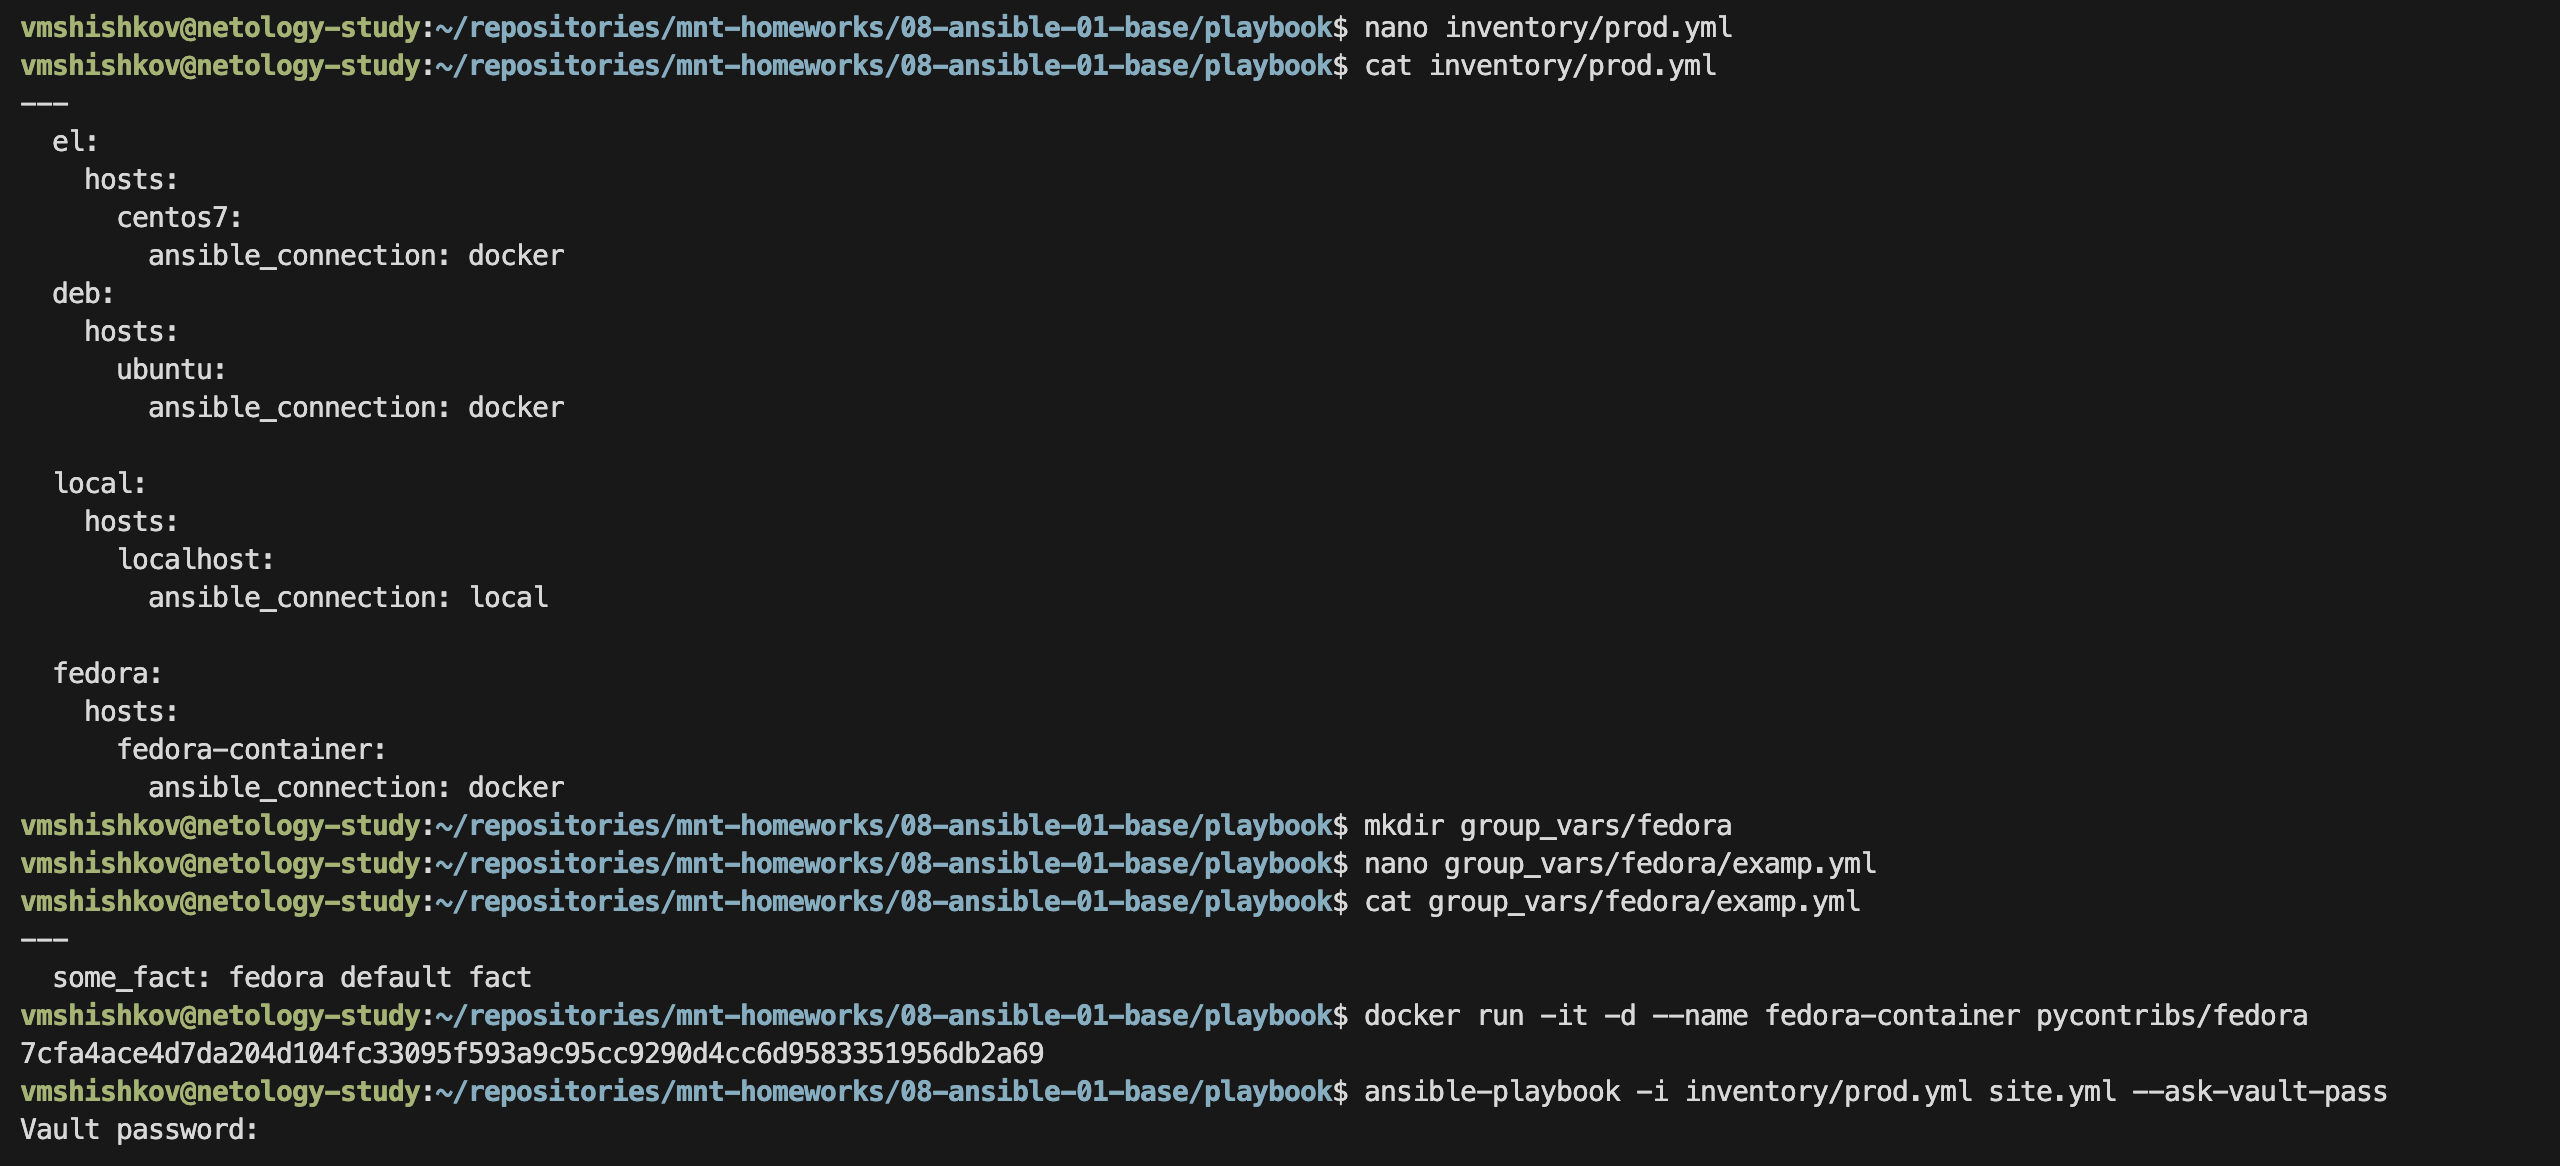 vmshishkov@netology-study:~/repositories/mnt-homeworks/08-ansible-01-base/playbook$ nano inventory/prod.yml
vmshishkov@netology-study:~/repositories/mnt-homeworks/08-ansible-01-base/playbook$ cat inventory/prod.yml
---
  el:
    hosts:
      centos7:
        ansible_connection: docker
  deb:
    hosts:
      ubuntu:
        ansible_connection: docker

  local:
    hosts:
      localhost:
        ansible_connection: local

  fedora:
    hosts:
      fedora-container:
        ansible_connection: docker
vmshishkov@netology-study:~/repositories/mnt-homeworks/08-ansible-01-base/playbook$ mkdir group_vars/fedora
vmshishkov@netology-study:~/repositories/mnt-homeworks/08-ansible-01-base/playbook$ nano group_vars/fedora/examp.yml
vmshishkov@netology-study:~/repositories/mnt-homeworks/08-ansible-01-base/playbook$ cat group_vars/fedora/examp.yml
---
  some_fact: fedora default fact
vmshishkov@netology-study:~/repositories/mnt-homeworks/08-ansible-01-base/playbook$ docker run -it -d --name fedora-container pycontribs/fedora
7cfa4ace4d7da204d104fc33095f593a9c95cc9290d4cc6d9583351956db2a69
vmshishkov@netology-study:~/repositories/mnt-homeworks/08-ansible-01-base/playbook$ ansible-playbook -i inventory/prod.yml site.yml --ask-vault-pass
Vault password: